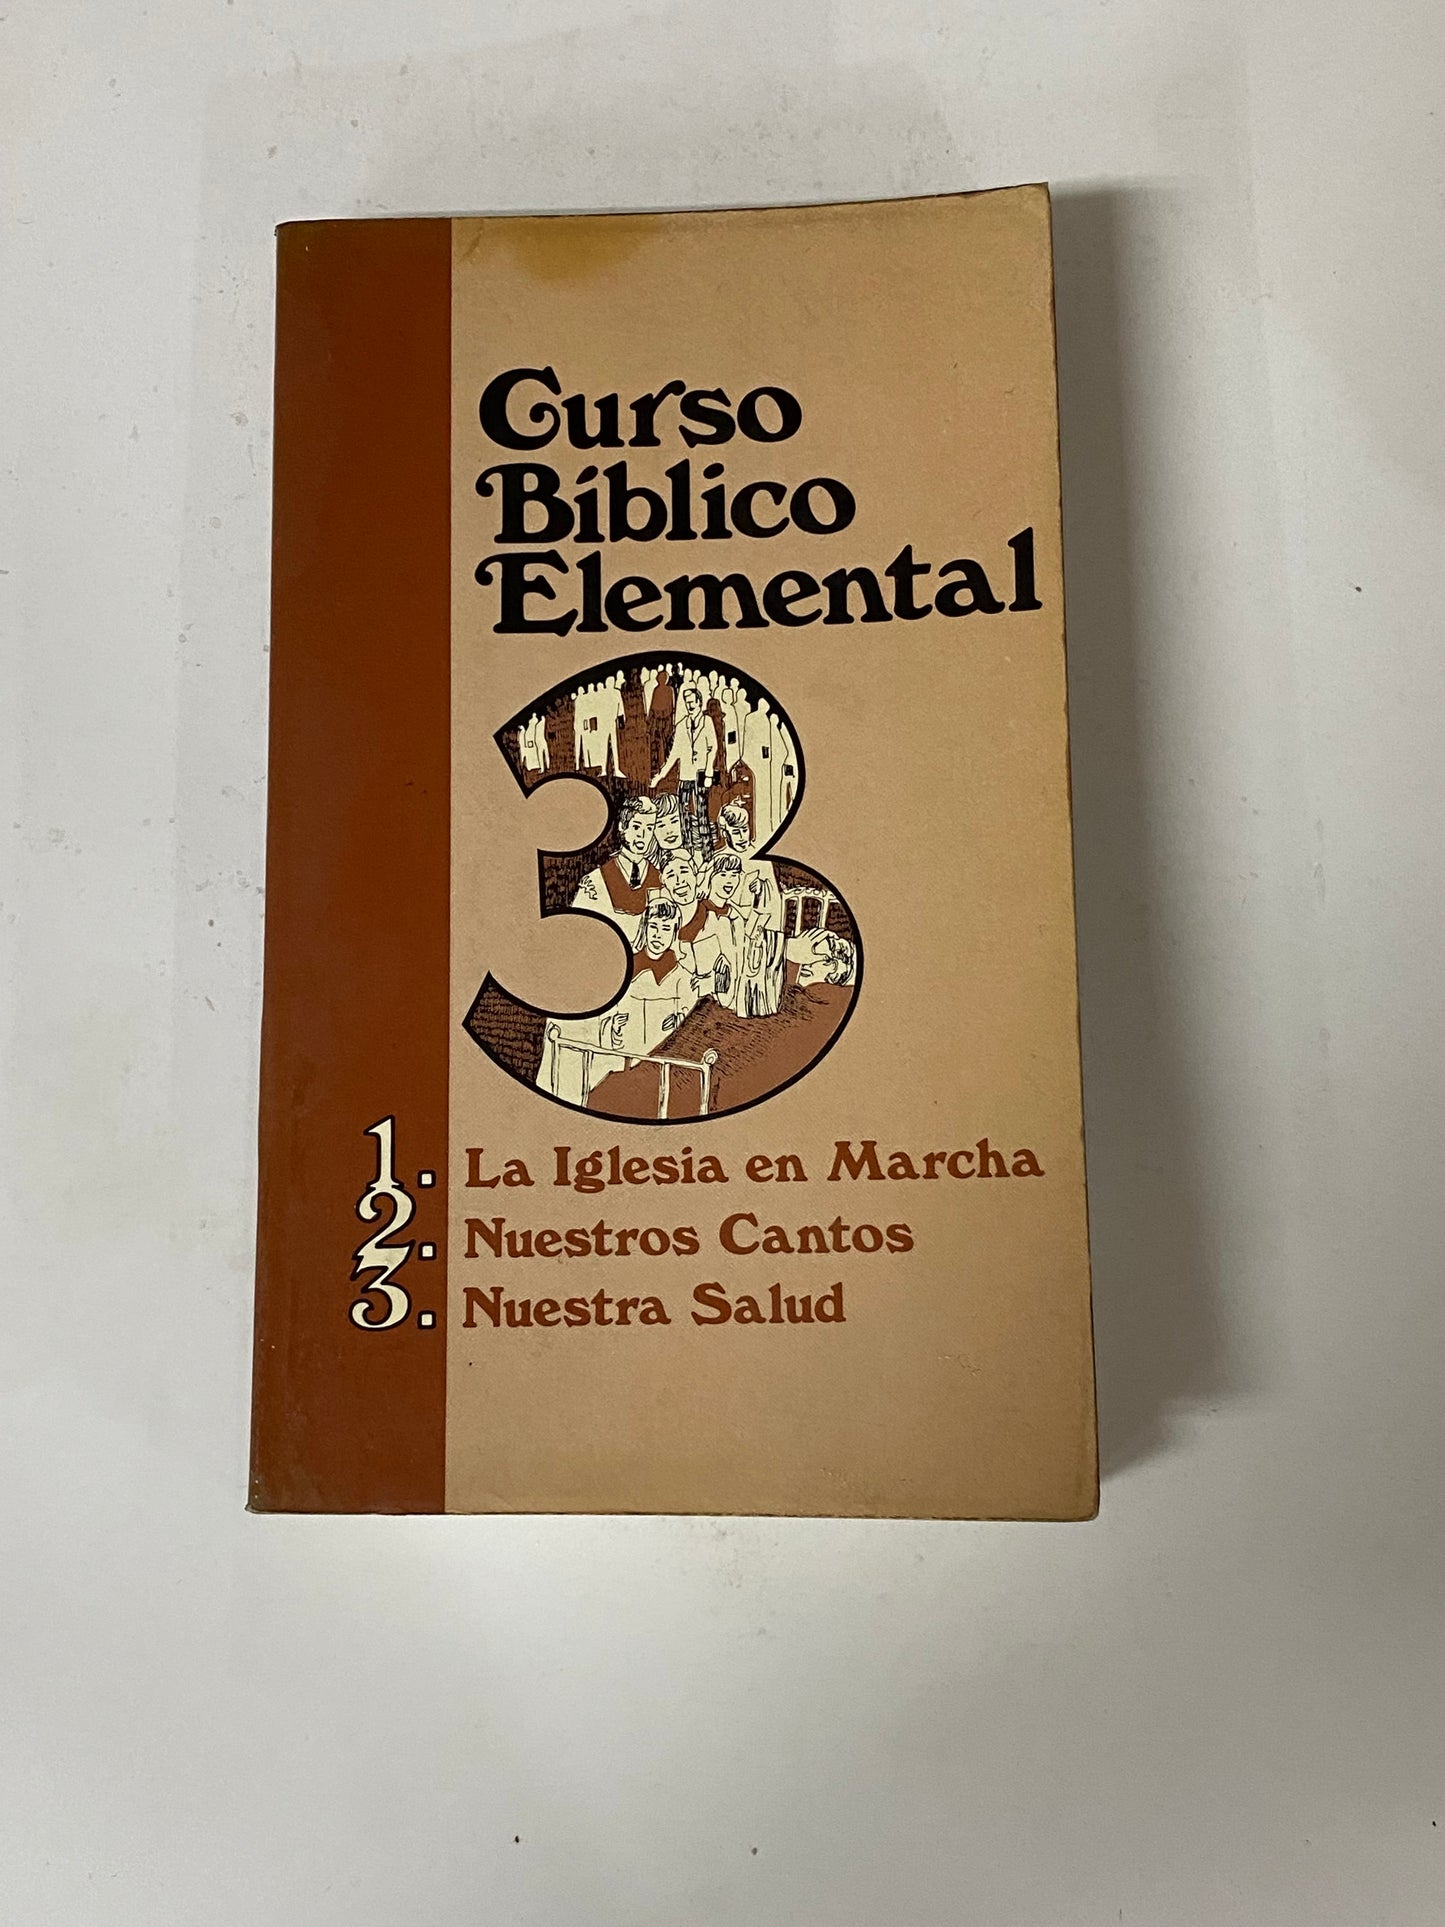 Curso
Bíblico
Elemental
3
1. La Iglesia en Marcha
2. Nuestros Cantos
3. Nuestra Salud